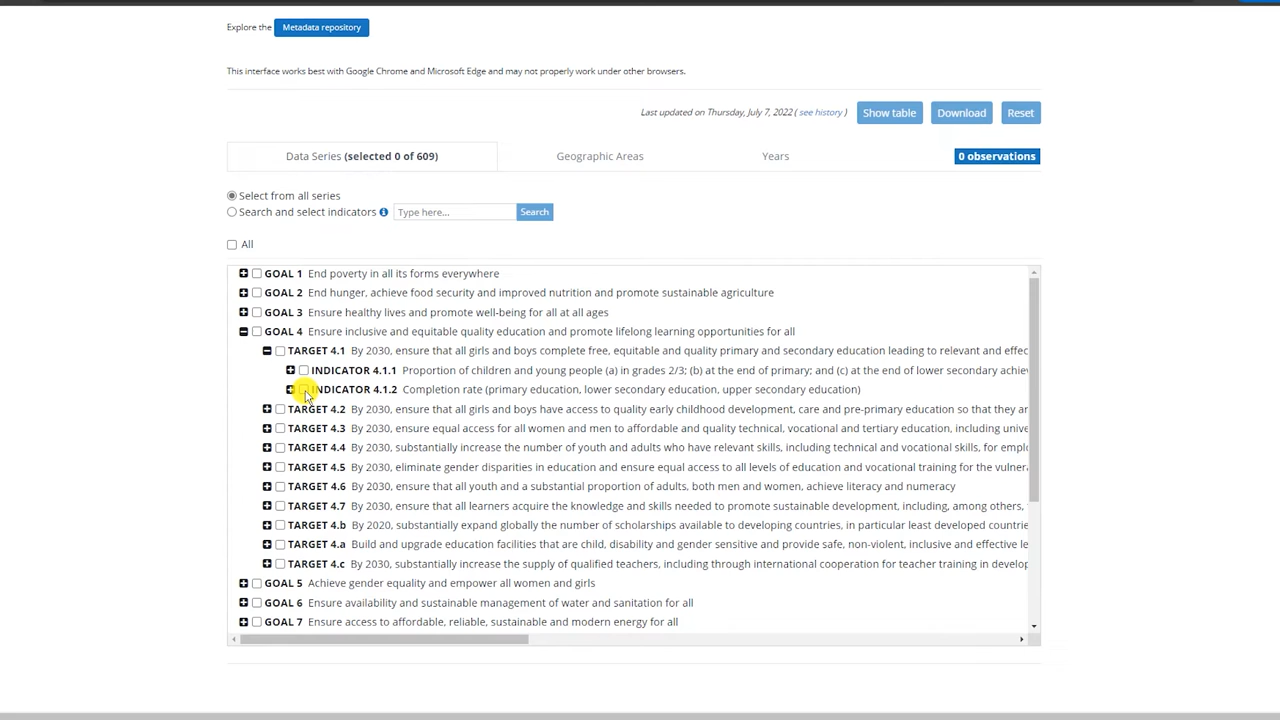 Explore the Metadata repository
This interface works best with Google Chrome and Microsoft Edge and may not properly work under other browsers.
Last updated on Thursday, July 7, 2022 ( see history ) Show table Download Reset
Data Series (selected 0 of 609) Geographic Areas Years 0 observations
Select from all series
Search and select indicators Type here... Search
All
GOAL 1 End poverty in all its forms everywhere
GOAL 2 End hunger, achieve food security and improved nutrition and promote sustainable agriculture
GOAL 3 Ensure healthy lives and promote well-being for all at all ages
GOAL 4 Ensure inclusive and equitable quality education and promote lifelong learning opportunities for all
TARGET 4.1 By 2030, ensure that all girls and boys complete free, equitable and quality primary and secondary education leading to relevant and effec
INDICATOR 4.1.1 Proportion of children and young people (a) in grades 2/3; (b) at the end of primary; and (c) at the end of lower secondary achiev
INDICATOR 4.1.2 Completion rate (primary education, lower secondary education, upper secondary education)
TARGET 4.2 By 2030, ensure that all girls and boys have access to quality early childhood development, care and pre-primary education so that they ar
TARGET 4.3 By 2030, ensure equal access for all women and men to affordable and quality technical, vocational and tertiary education, including unive
TARGET 4.4 By 2030, substantially increase the number of youth and adults who have relevant skills, including technical and vocational skills, for emplo
TARGET 4.5 By 2030, eliminate gender disparities in education and ensure equal access to all levels of education and vocational training for the vulnera
TARGET 4.6 By 2030, ensure that all youth and a substantial proportion of adults, both men and women, achieve literacy and numeracy
TARGET 4.7 By 2030, ensure that all learners acquire the knowledge and skills needed to promote sustainable development, including, among others,
TARGET 4.b By 2020, substantially expand globally the number of scholarships available to developing countries, in particular least developed countrie
TARGET 4.a Build and upgrade education facilities that are child, disability and gender sensitive and provide safe, non-violent, inclusive and effective le
TARGET 4.c By 2030, substantially increase the supply of qualified teachers, including through international cooperation for teacher training in develop
GOAL 5 Achieve gender equality and empower all women and girls
GOAL 6 Ensure availability and sustainable management of water and sanitation for all
GOAL 7 Ensure access to affordable, reliable, sustainable and modern energy for all